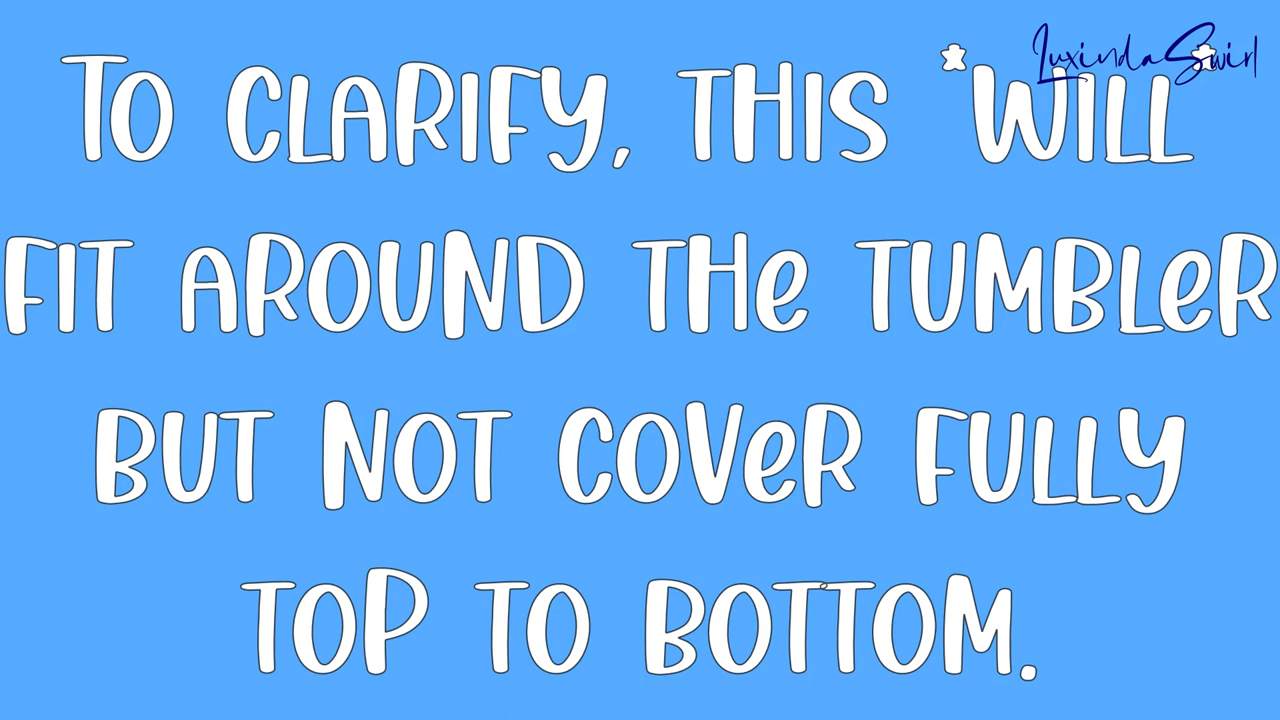 LuxindaSwirl
TO CLARIFY, THIS *WILL*
FIT AROUND THe TUMBLeR
BUT NOT COVeR FULLY
TOP TO BOTTOM.